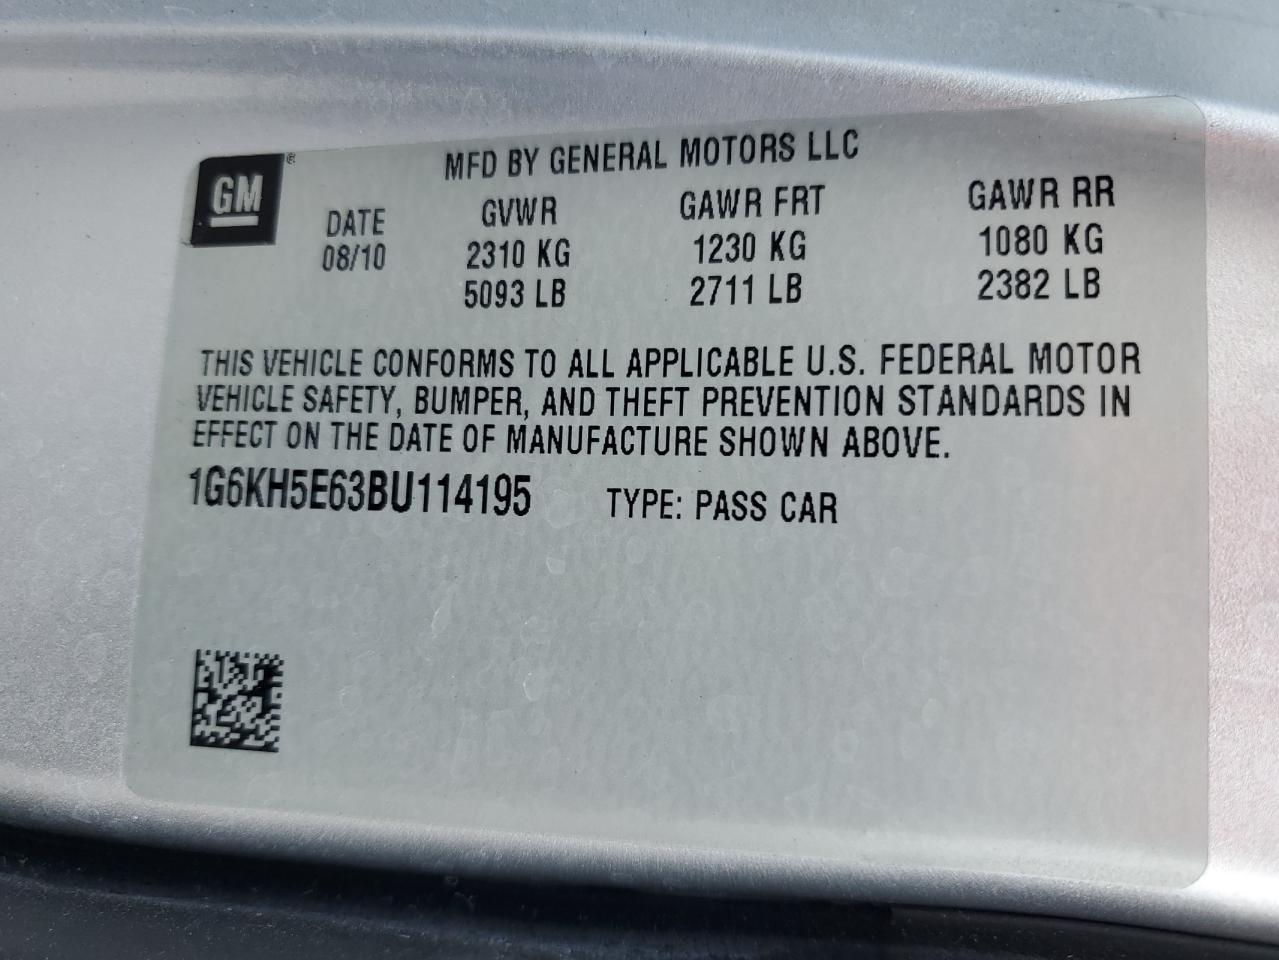 GM ®
MFD BY GENERAL MOTORS LLC
DATE GVWR GAWR FRT GAWR RR
08/10 2310 KG 1230 KG 1080 KG
5093 LB 2711 LB 2382 LB
THIS VEHICLE CONFORMS TO ALL APPLICABLE U.S. FEDERAL MOTOR
VEHICLE SAFETY, BUMPER, AND THEFT PREVENTION STANDARDS IN
EFFECT ON THE DATE OF MANUFACTURE SHOWN ABOVE.
1G6KH5E63BU114195 TYPE: PASS CAR